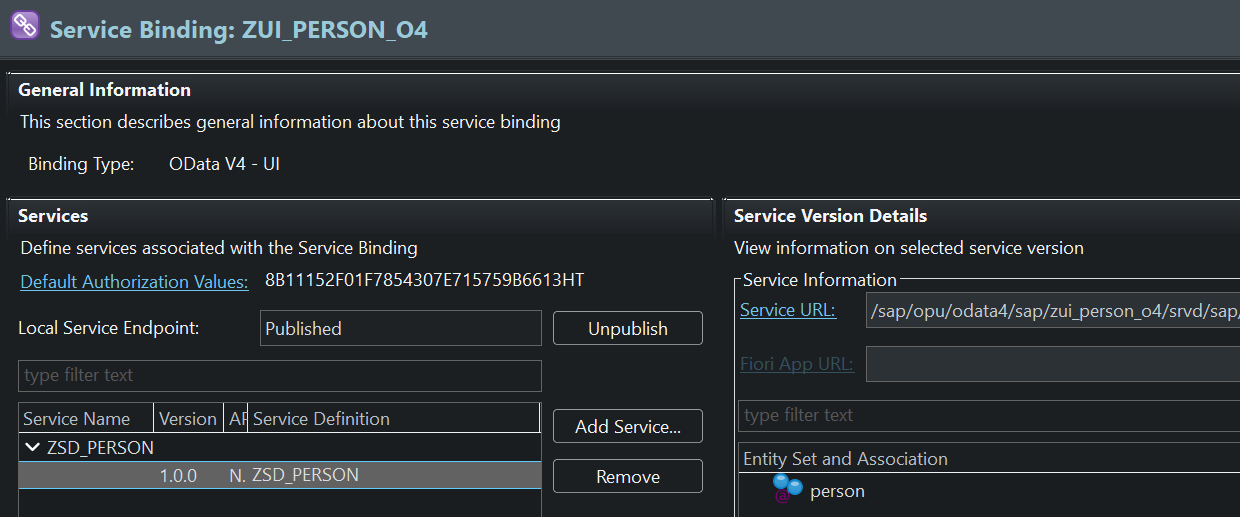 Service Binding: ZUI_PERSON_O4
General Information
This section describes general information about this service binding
Binding Type: OData V4 - UI
Services
Define services associated with the Service Binding
Default Authorization Values: 8B11152F01F7854307E715759B6613HT
Local Service Endpoint: Published Unpublish
type filter text
Service Name Version AF Service Definition
Add Service...
ZSD_PERSON
1.0.0 N. ZSD_PERSON
Remove
Service Version Details
View information on selected service version
Service Information
Service URL: /sap/opu/odata4/sap/zui_person_o4/srvd/sap/
Fiori App URL:
type filter text
Entity Set and Association
person